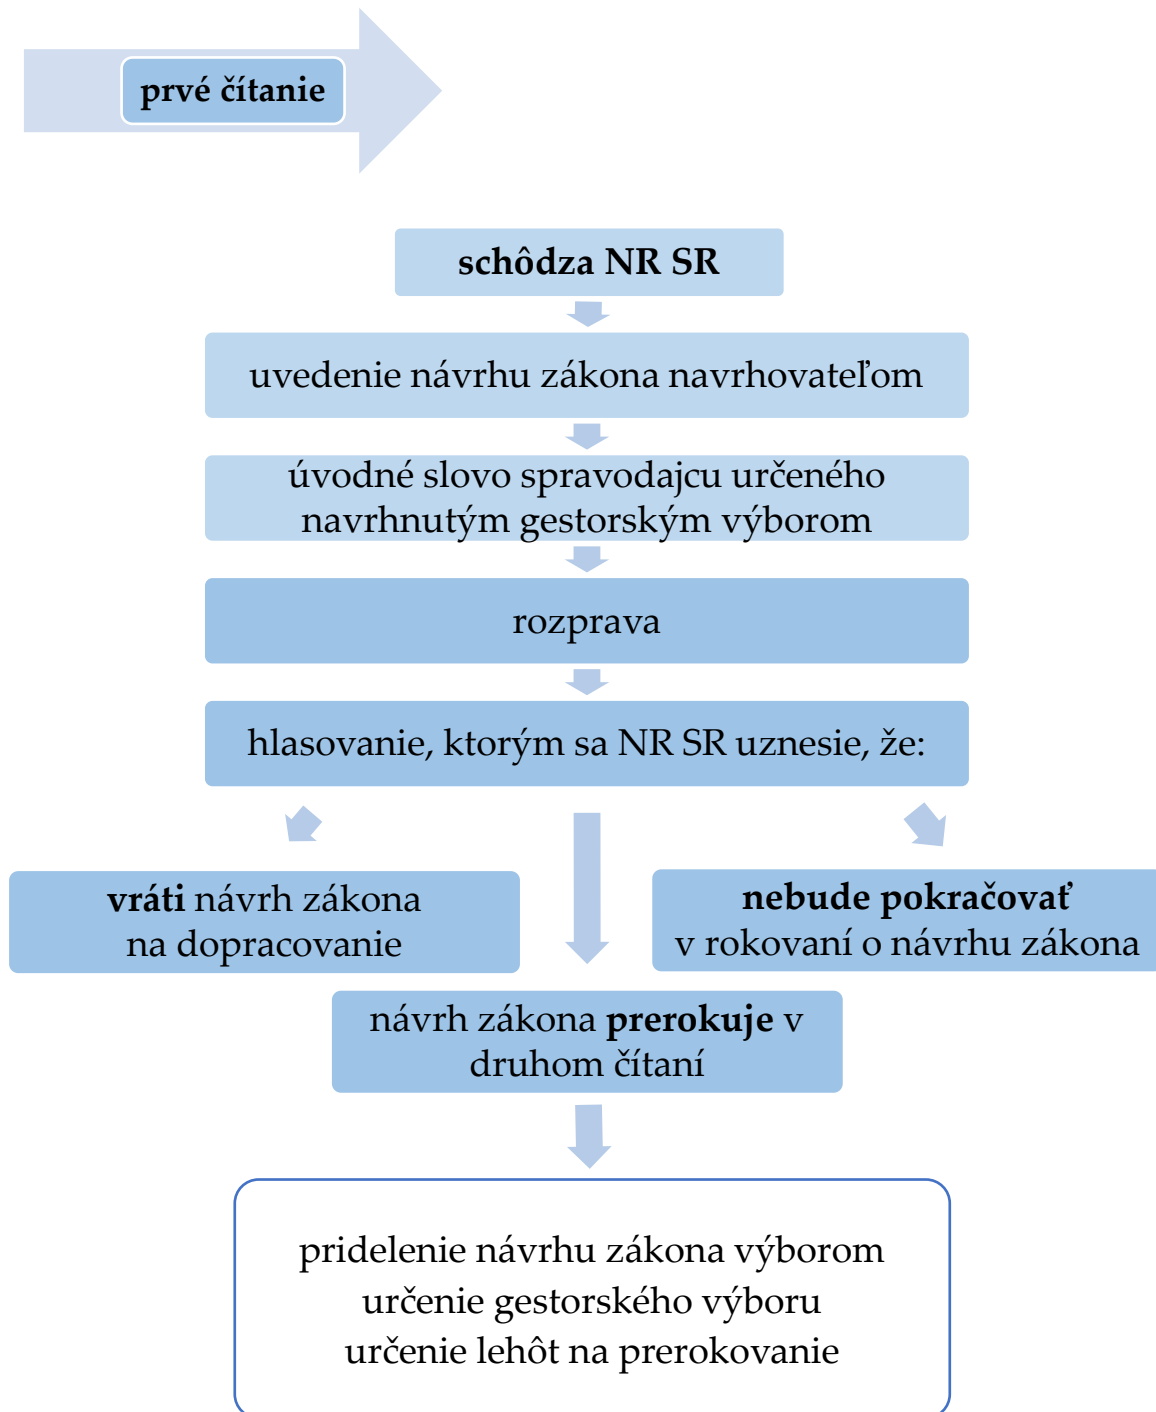 prvé čítanie
schôdza NR SR
uvedenie návrhu zákona navrhovateľom
úvodné slovo spravodajcu určeného
navrhnutým gestorským výborom
rozprava
hlasovanie, ktorým sa NR SR uznesie, že:
vráti návrh zákona
na dopracovanie
nebude pokračovať
v rokovaní o návrhu zákona
návrh zákona prerokuje v
druhom čítaní
pridelenie návrhu zákona výborom
určenie gestorského výboru
určenie lehôt na prerokovanie